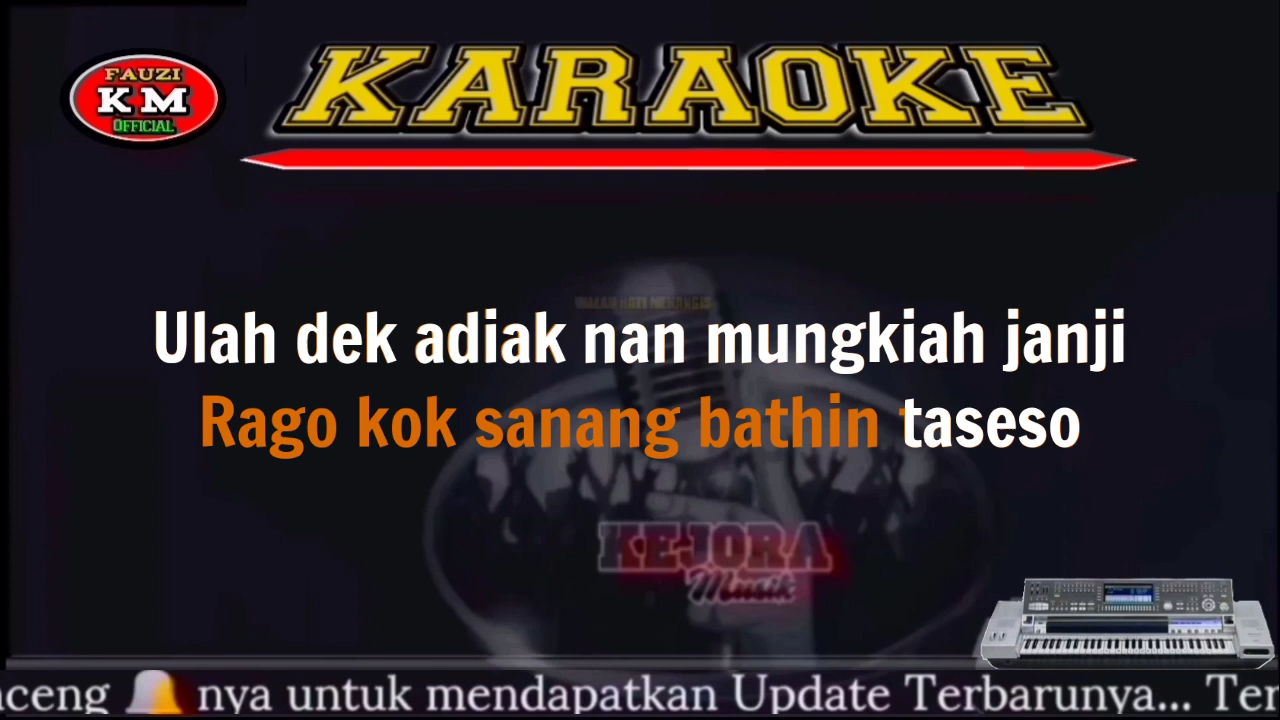 FAUZI
KM
OFFICIAL
KARAOKE
Ulah dek adiak nan mungkiah janji
Rago kok sanang bathin taseso
KEJORA
Musik
nceng 🔔 nya untuk mendapatkan Update Terbarunya... Ter